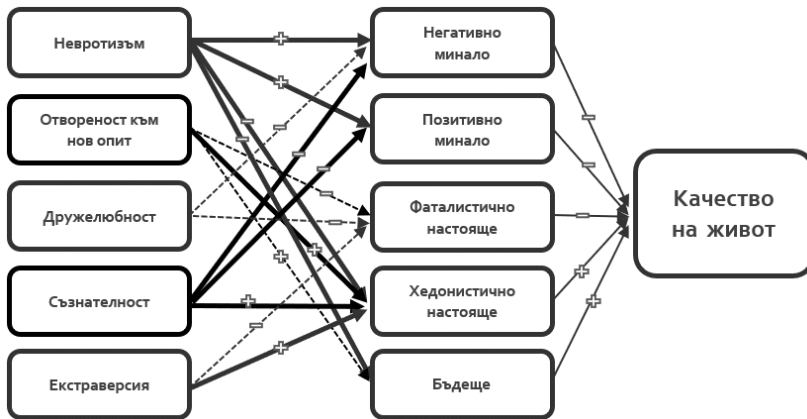 Невротизъм
Отвореност към
нов опит
Дружелюбност
Съзнателност
Екстраверсия
Негативно
минало
Позитивно
минало
Фаталистично
настояще
Хедонистично
настояще
Бъдеще
Качество
на живот